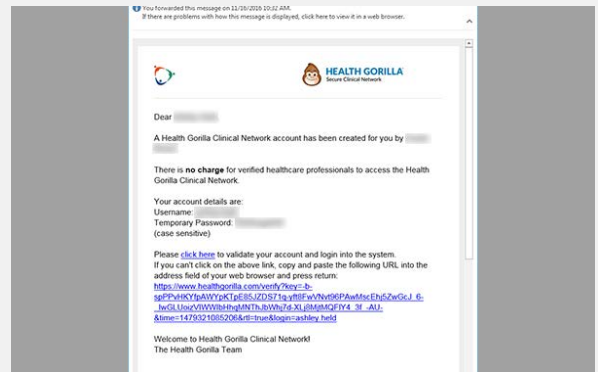 You forwarded this message on 11/16/2016 10:32 AM.
If there are problems with how this message is displayed, click here to view it in a web browser.
HEALTH GORILLA
Secure Clinical Network
Dear
A Health Gorilla Clinical Network account has been created for you by
There is no charge for verified healthcare professionals to access the Health
Gorilla Clinical Network.
Your account details are:
Username:
Temporary Password:
(case sensitive)
Please click here to validate your account and login into the system.
If you can't click on the above link, copy and paste the following URL into the
address field of your web browser and press return:
https://www.healthgorilla.com/verify?key=-b-
&time=1479321085206&rtl=true&login=ashley.held
Welcome to Health Gorilla Clinical Network!
The Health Gorilla Team